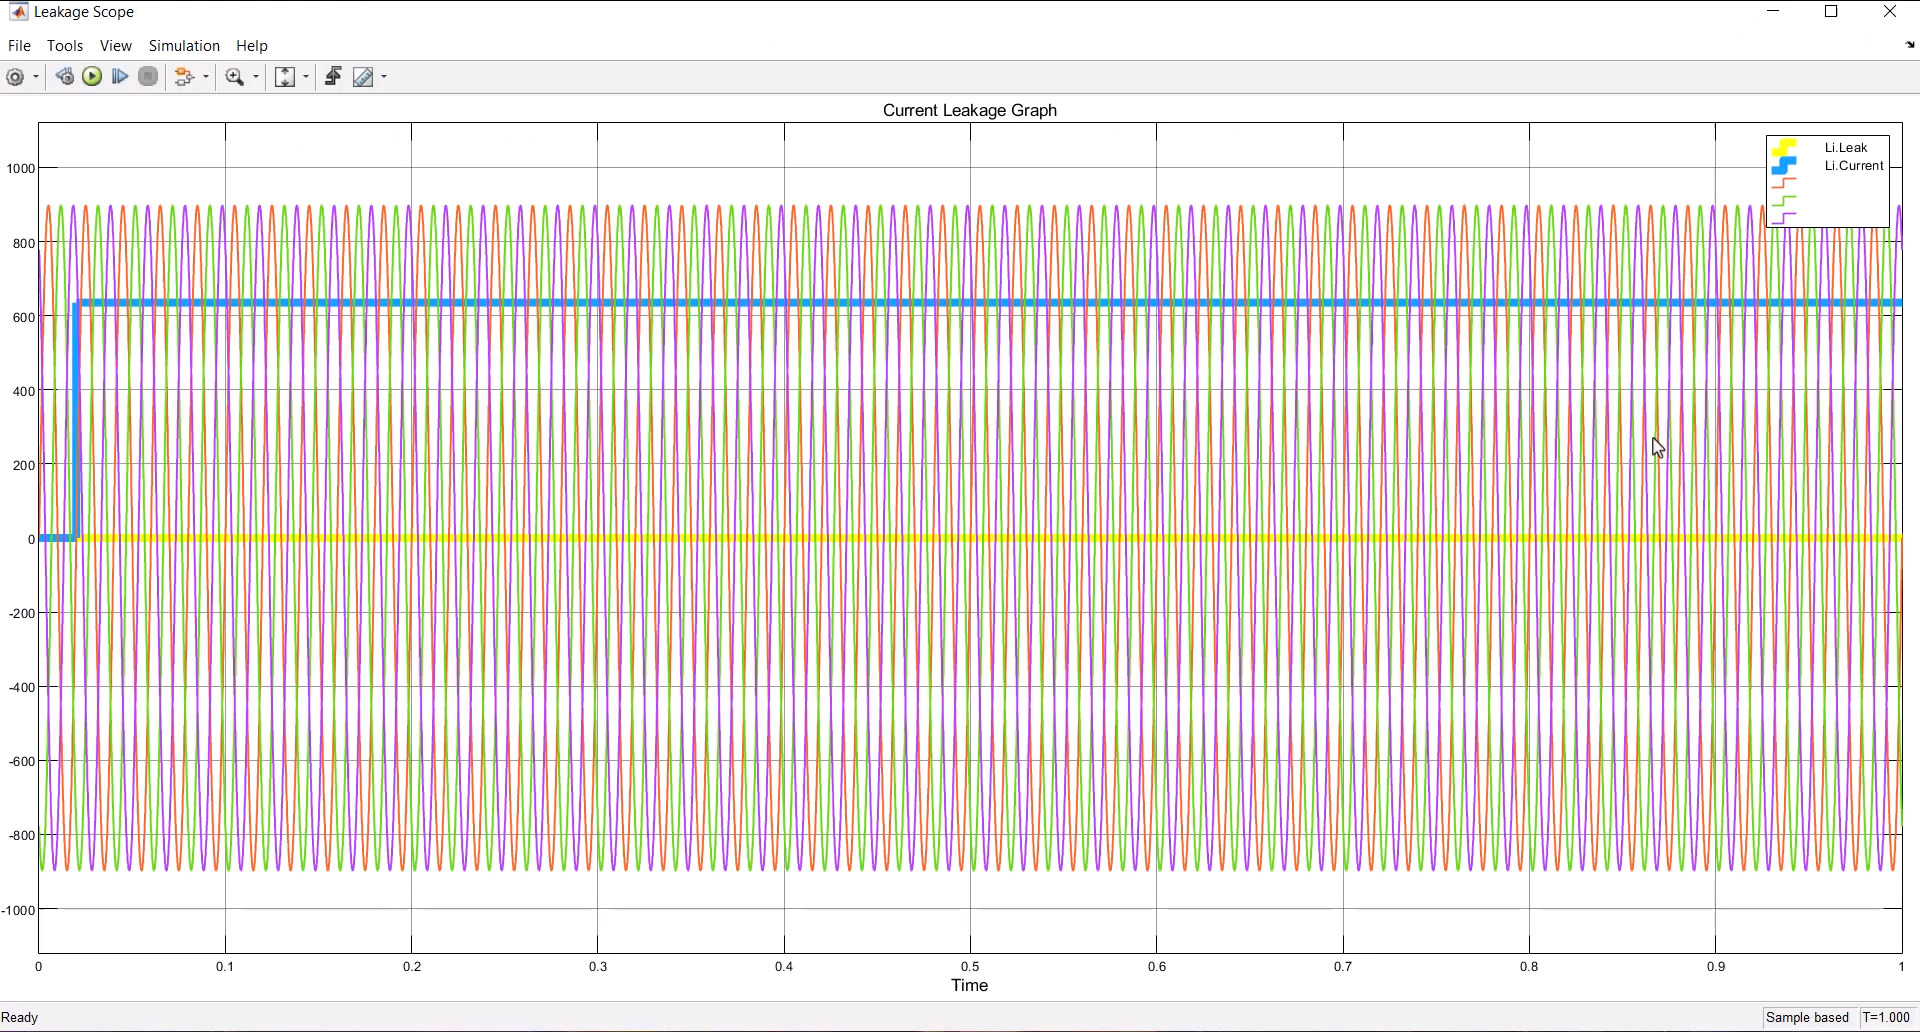 Leakage Scope
File Tools View Simulation Help
Current Leakage Graph
Li.Leak
Li.Current
1000
800
600
400
200
0
-200
-400
-600
-800
-1000
0 0.1 0.2 0.3 0.4 0.5 0.6 0.7 0.8 0.9 1
Time
Ready Sample based T=1.000